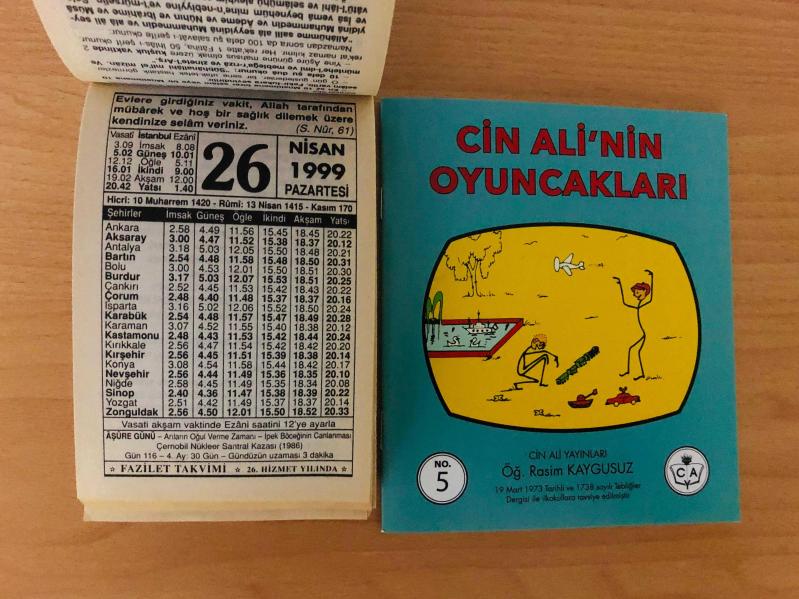 Evlere girdiğiniz vakit, Allah tarafından
mübârek ve hoş bir sağlık dilemek üzere
kendinize selâm veriniz. (S. Nûr, 61)
Vasatî İstanbul Ezânî
3.09 İmsak 8.08
5.02 Güneş 10.01
12.12 Öğle 5.11
16.01 İkindi 9.00
19.02 Akşam 12.00
20.42 Yatsı 1.40
26
NİSAN
1999
PAZARTESİ
Hicrî: 10 Muharrem 1420 - Rûmî: 13 Nisan 1415 - Kasım 170
Şehirler İmsak Güneş Öğle İkindi Akşam Yatsı
Ankara 2.58 4.49 11.56 15.45 18.45 20.22
Aksaray 3.00 4.47 11.52 15.38 18.37 20.12
Antalya 3.18 5.03 12.05 15.50 18.48 20.21
Bartın 2.54 4.48 11.58 15.48 18.50 20.31
Bolu 3.00 4.53 12.01 15.50 18.51 20.30
Burdur 3.17 5.03 12.07 15.53 18.51 20.25
Çankırı 2.52 4.45 11.53 15.42 18.43 20.22
Çorum 2.48 4.40 11.48 15.37 18.37 20.16
Isparta 3.16 5.02 12.06 15.52 18.50 20.24
Karabük 2.54 4.48 11.57 15.47 18.49 20.28
Karaman 3.07 4.52 11.55 15.40 18.38 20.12
Kastamonu 2.48 4.43 11.53 15.42 18.44 20.24
Kırıkkale 2.56 4.47 11.54 15.42 18.42 20.20
Kırşehir 2.56 4.45 11.51 15.39 18.38 20.14
Konya 3.08 4.54 11.58 15.44 18.42 20.17
Nevşehir 2.56 4.44 11.49 15.36 18.35 20.10
Niğde 2.58 4.45 11.49 15.35 18.34 20.08
Sinop 2.40 4.36 11.47 15.38 18.39 20.22
Yozgat 2.51 4.42 11.49 15.37 18.37 20.14
Zonguldak 2.56 4.50 12.01 15.50 18.52 20.33
Vasati akşam vaktinde Ezâni saatini 12'ye ayarla
AŞÛRE GÜNÜ – Arıların Oğul Verme Zamanı – İpek Böceğinin Canlanması
Çernobil Nükleer Santral Kazası (1986)
Gün 116 – 4. Ay: 30 Gün – Gündüzün uzaması 3 dakika
FAZİLET TAKVİMİ 26. HİZMET YILINDA
CİN ALİ'NİN
OYUNCAKLARI
CİN ALİ YAYINLARI
Öğ. Rasim KAYGUSUZ
19 Mart 1973 Tarihli ve 1738 sayılı Tebliğler
Dergisi ile ilkokullara tavsiye edilmiştir
NO.
5
C A
Y